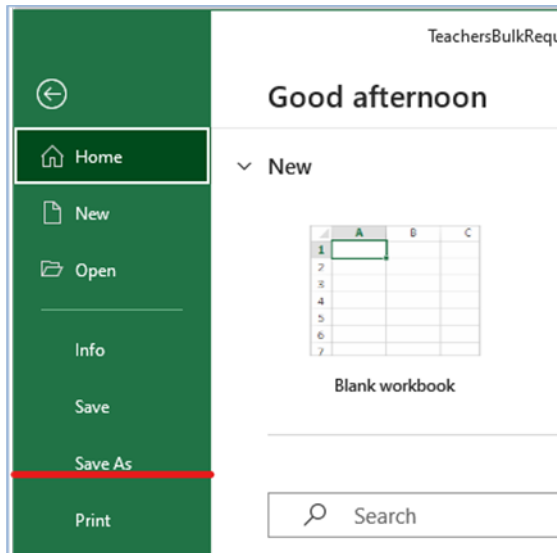 TeachersBulkRequ
Good afternoon
Home
New
New
Open
A B C
1
2
3
4
5
6
7
Info
Blank workbook
Save
Save As
Search
Print